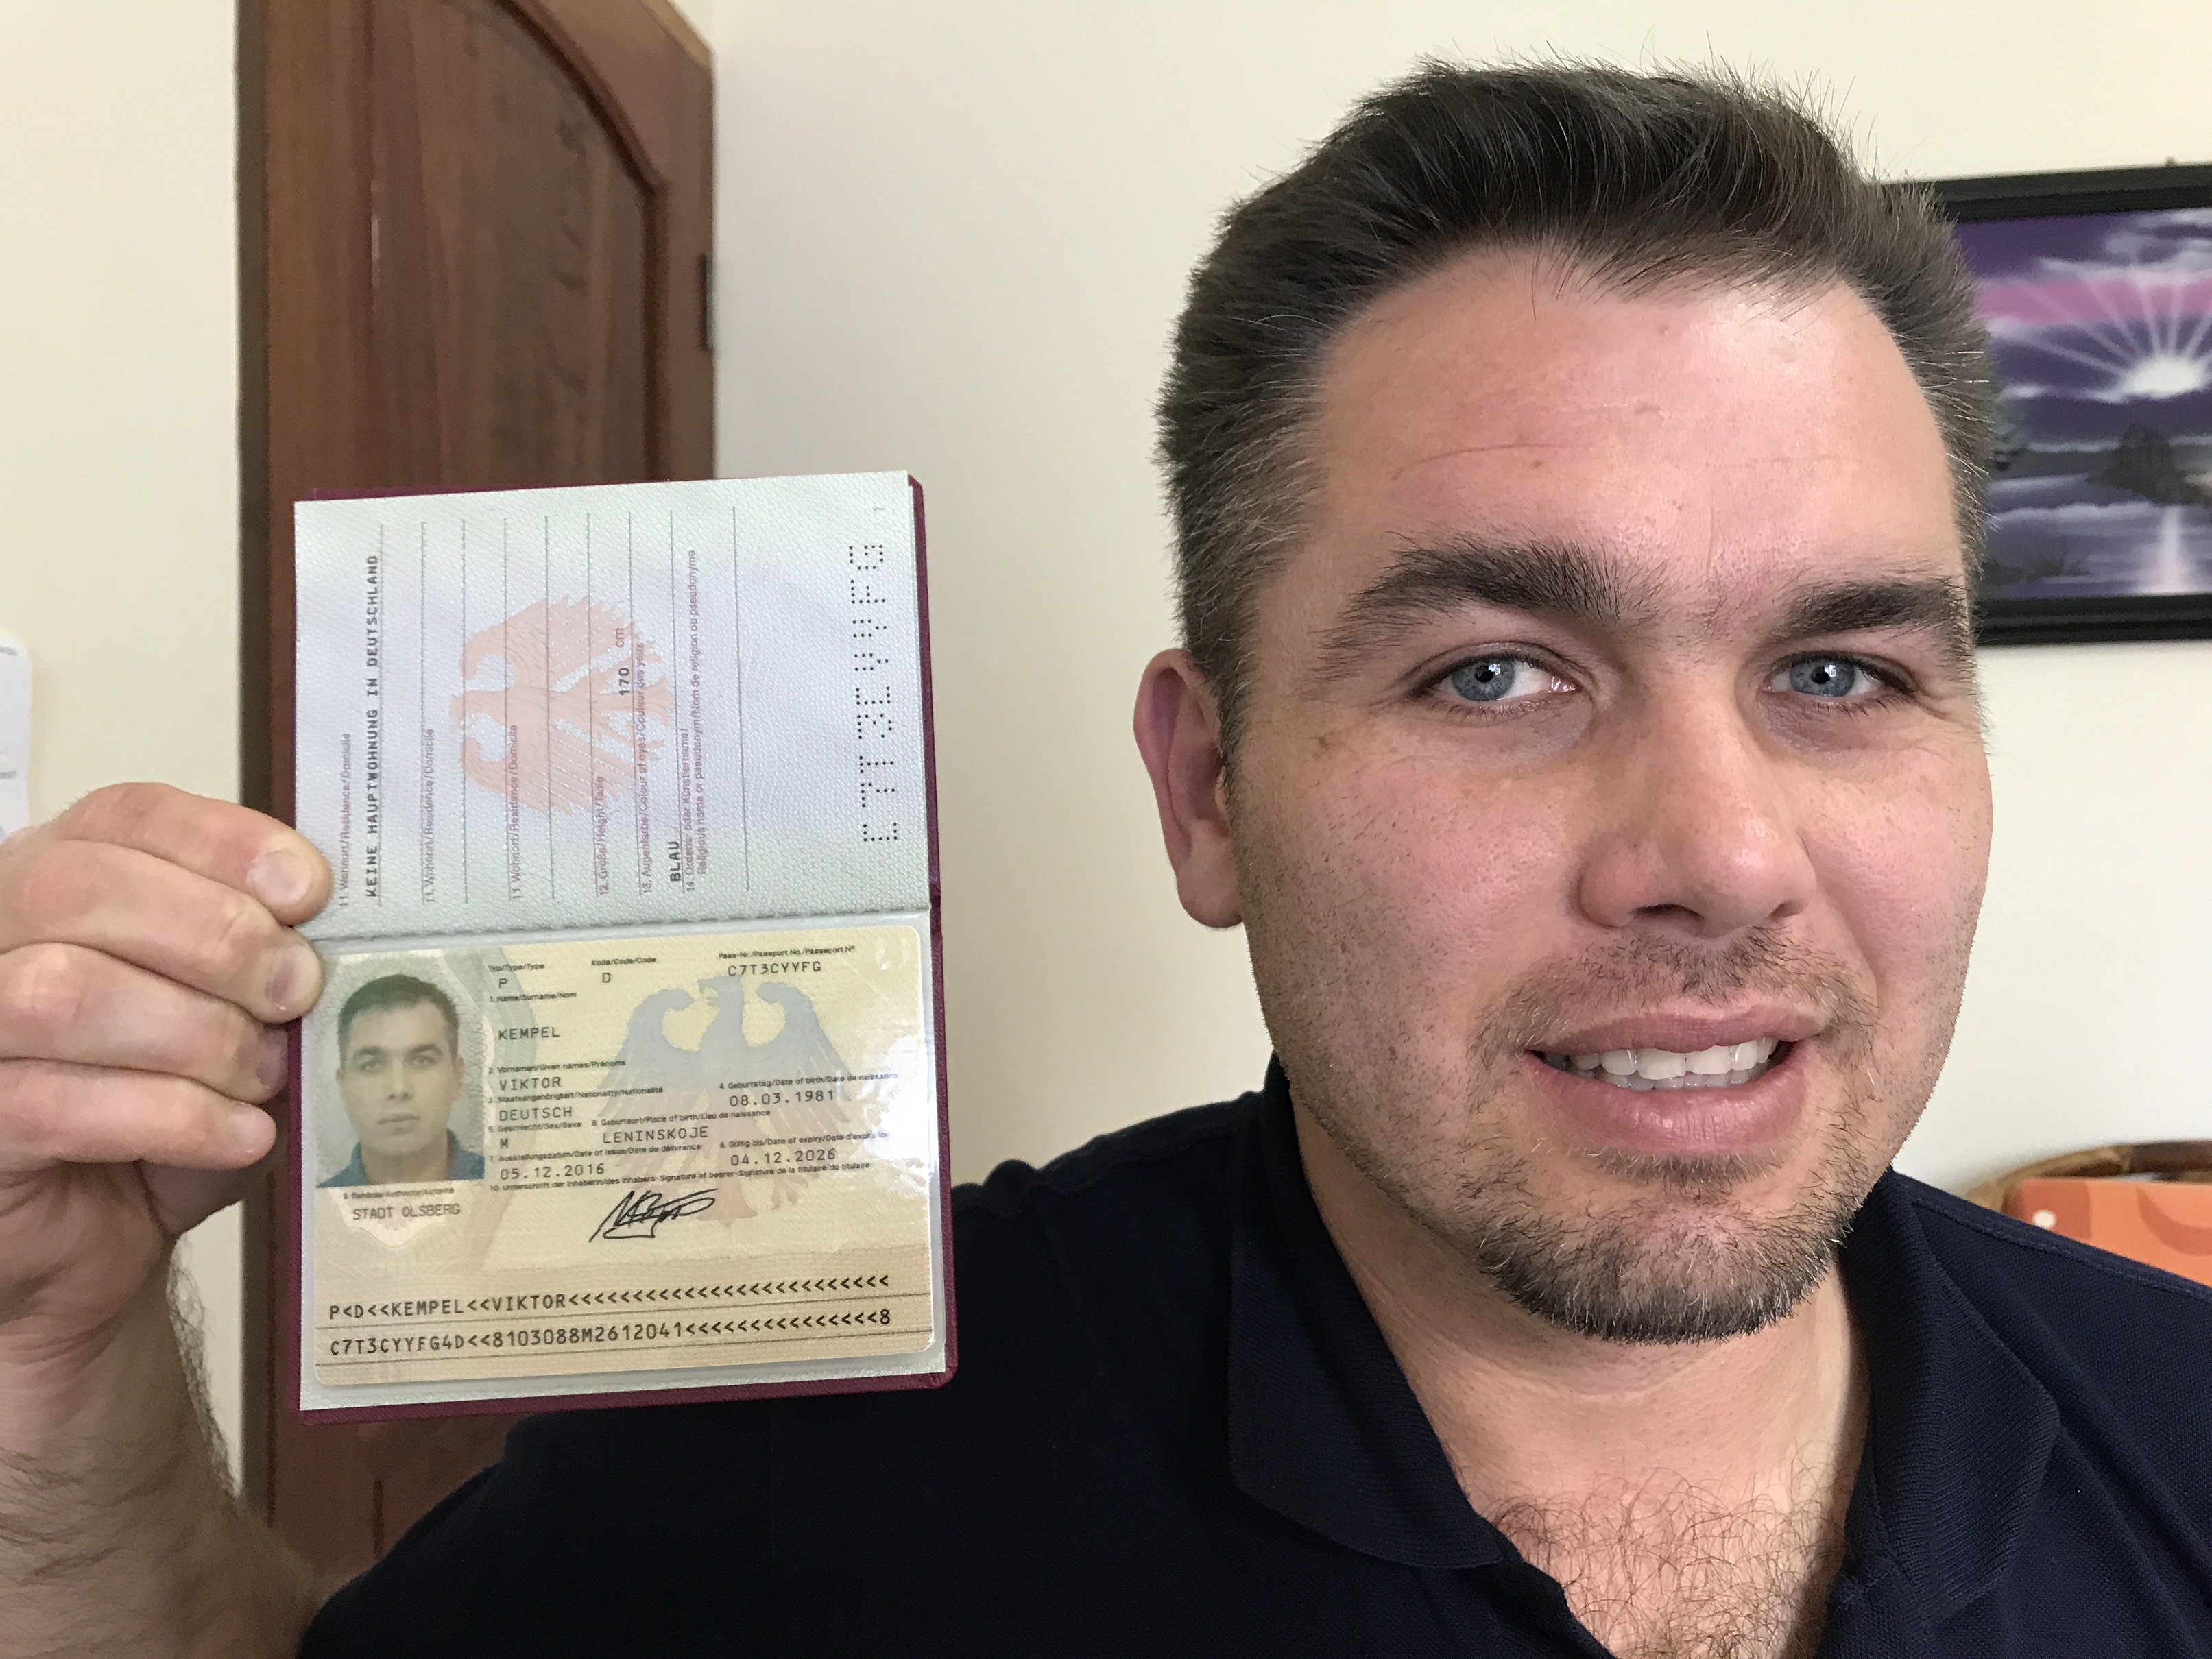 11. Wohnort/Residence/Domicile
KEINE HAUPTWOHNUNG IN DEUTSCHLAND
11. Wohnort/Residence/Domicile
11. Wohnort/Residence/Domicile
12. Größe/Height/Taille
170 cm
13. Augenfarbe/Colour of eyes/Couleur des yeux
BLAU
14. Ordens- oder Künstlername/
Religious name or pseudonym/Nom de religion ou pseudonyme
1
Typ/Type/Type Kode/Code/Code Pass-Nr./Passport No./Passeport Nº
P D C7T3CYYFG
1. Name/Surname/Nom
KEMPEL
2. Vornamen/Given names/Prénoms
VIKTOR
3. Staatsangehörigkeit/Nationality/Nationalité 4. Geburtstag/Date of birth/Date de naissance
DEUTSCH 08.03.1981
5. Geschlecht/Sex/Sexe 6. Geburtsort/Place of birth/Lieu de naissance
M LENINSKOJE
7. Ausstellungsdatum/Date of issue/Date de délivrance 8. Gültig bis/Date of expiry/Date d'expiration
05.12.2016 04.12.2026
9. Behörde/Authority/Autorité 10. Unterschrift der Inhaberin/des Inhabers-Signature of bearer-Signature de la titulaire/du titulaire
STADT OLSBERG
P<D<<KEMPEL<<VIKTOR<<<<<<<<<<<<<<<<<<<<<<<<<
C7T3CYYFG4D<<8103088M2612041<<<<<<<<<<<<<<<8